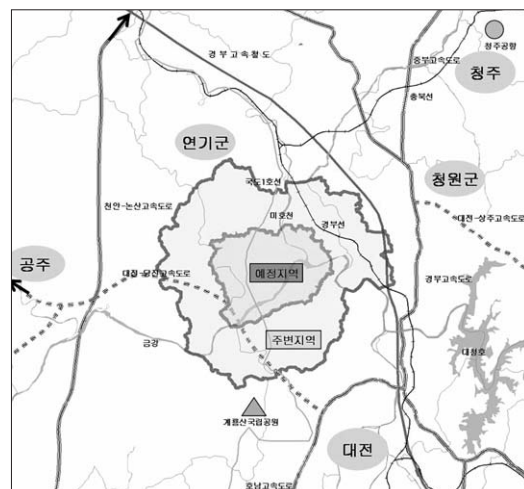 경부고속철도
청주공항
중부고속도로
청주
충북선
연기군
국도1호선
청원군
천안-논산고속도로
미호천
경부선
대전-상주고속도로
공주
대전-당진고속도로
예정지역
경부고속도로
금강
주변지역
대청호
계룡산국립공원
대전
호남고속도로